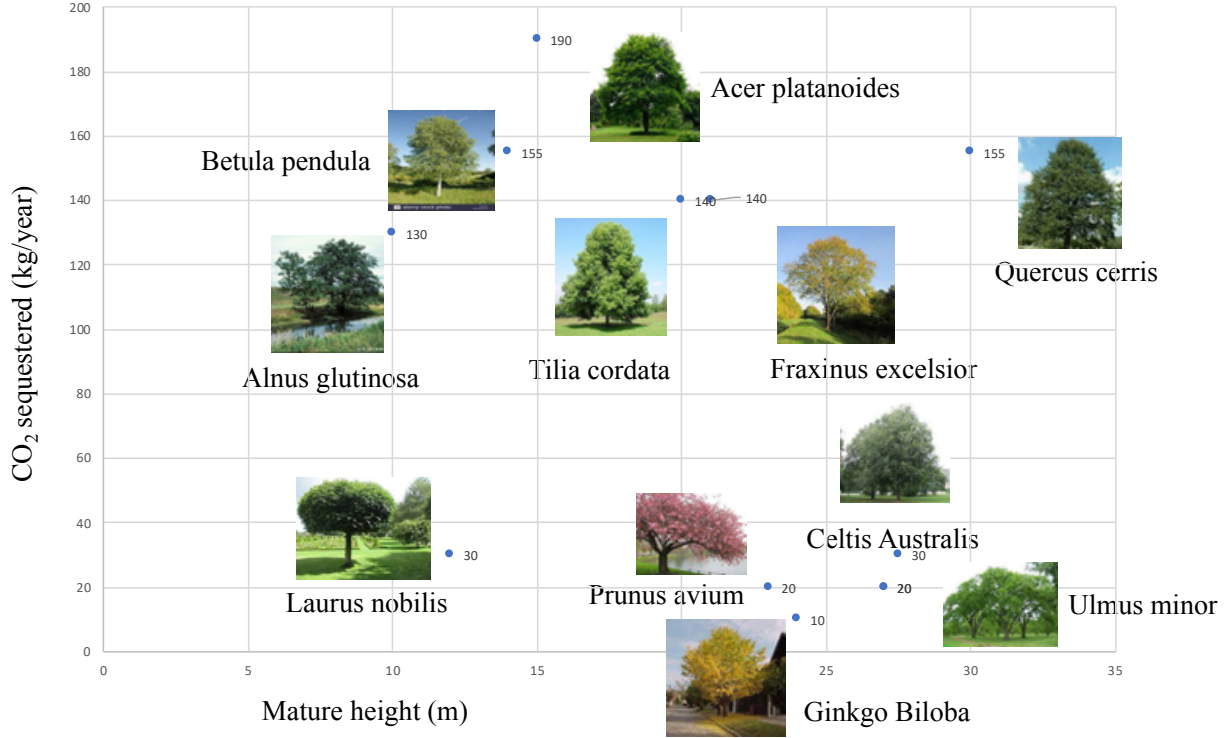 200
190
180
Acer platanoides
160
155
155
Betula pendula
140
140
140
130
120
Quercus cerris
100
Tilia cordata
Fraxinus excelsior
Alnus glutinosa
80
CO2 sequestered (kg/year)
60
40
Celtis Australis
30
30
20
Laurus nobilis
Prunus avium
20
20
Ulmus minor
10
0
0
10
15
25
30
35
Mature height (m)
Ginkgo Biloba